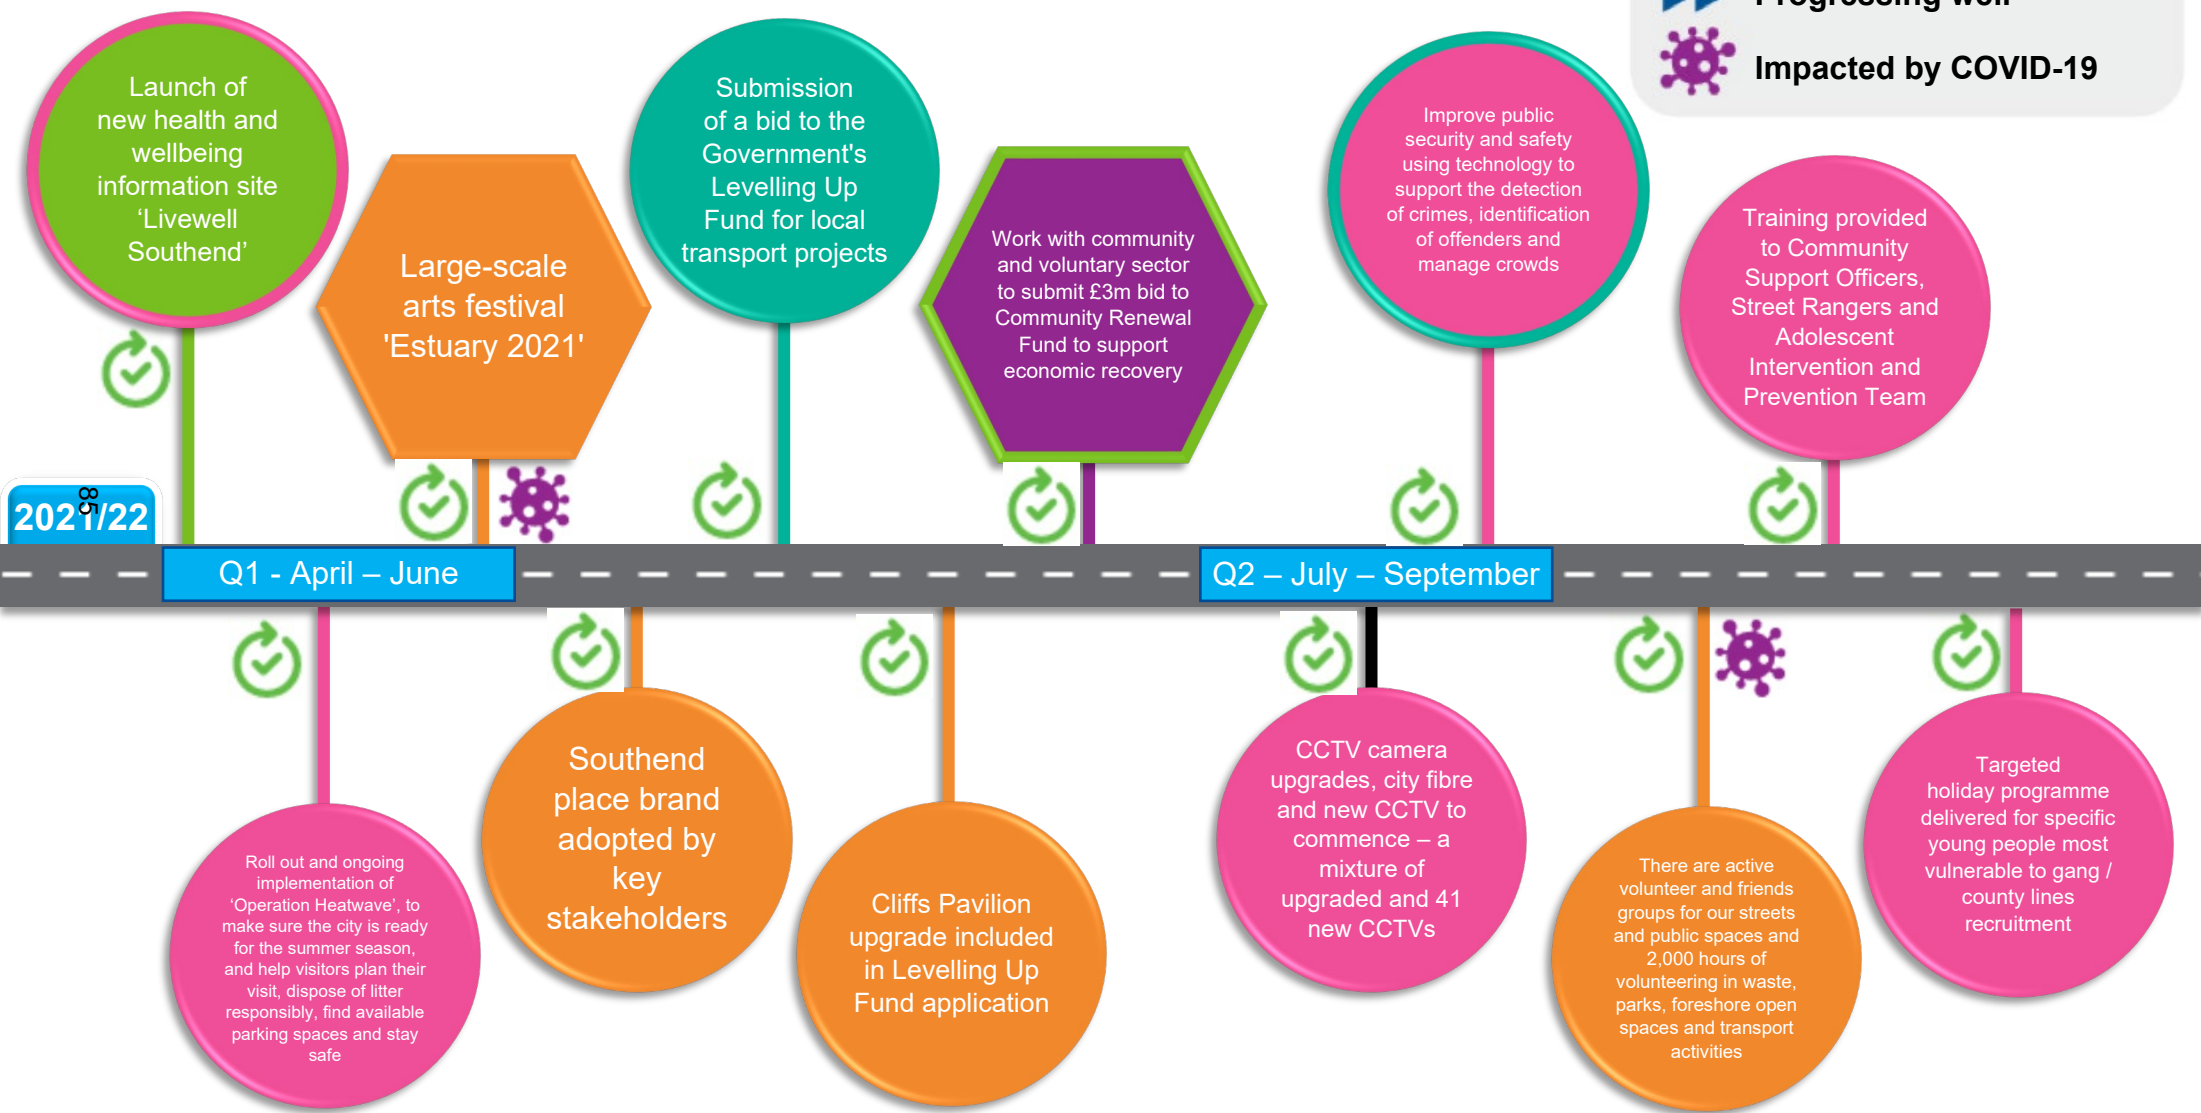 Progressing well
Impacted by COVID-19
Launch of
new health and
wellbeing
information site
‘Livewell
Southend’
Large-scale
arts festival
'Estuary 2021'
Submission
of a bid to the
Government's
Levelling Up
Fund for local
transport projects
Work with community
and voluntary sector
to submit £3m bid to
Community Renewal
Fund to support
economic recovery
Improve public
security and safety
using technology to
support the detection
of crimes, identification
of offenders and
manage crowds
Training provided
to Community
Support Officers,
Street Rangers and
Adolescent
Intervention and
Prevention Team
85
2021/22
Q1 - April – June
Q2 – July – September
Roll out and ongoing
implementation of
‘Operation Heatwave’, to
make sure the city is ready
for the summer season,
and help visitors plan their
visit, dispose of litter
responsibly, find available
parking spaces and stay
safe
Southend
place brand
adopted by
key
stakeholders
Cliffs Pavilion
upgrade included
in Levelling Up
Fund application
CCTV camera
upgrades, city fibre
and new CCTV to
commence – a
mixture of
upgraded and 41
new CCTVs
There are active
volunteer and friends
groups for our streets
and public spaces and
2,000 hours of
volunteering in waste,
parks, foreshore open
spaces and transport
activities
Targeted
holiday programme
delivered for specific
young people most
vulnerable to gang /
county lines
recruitment